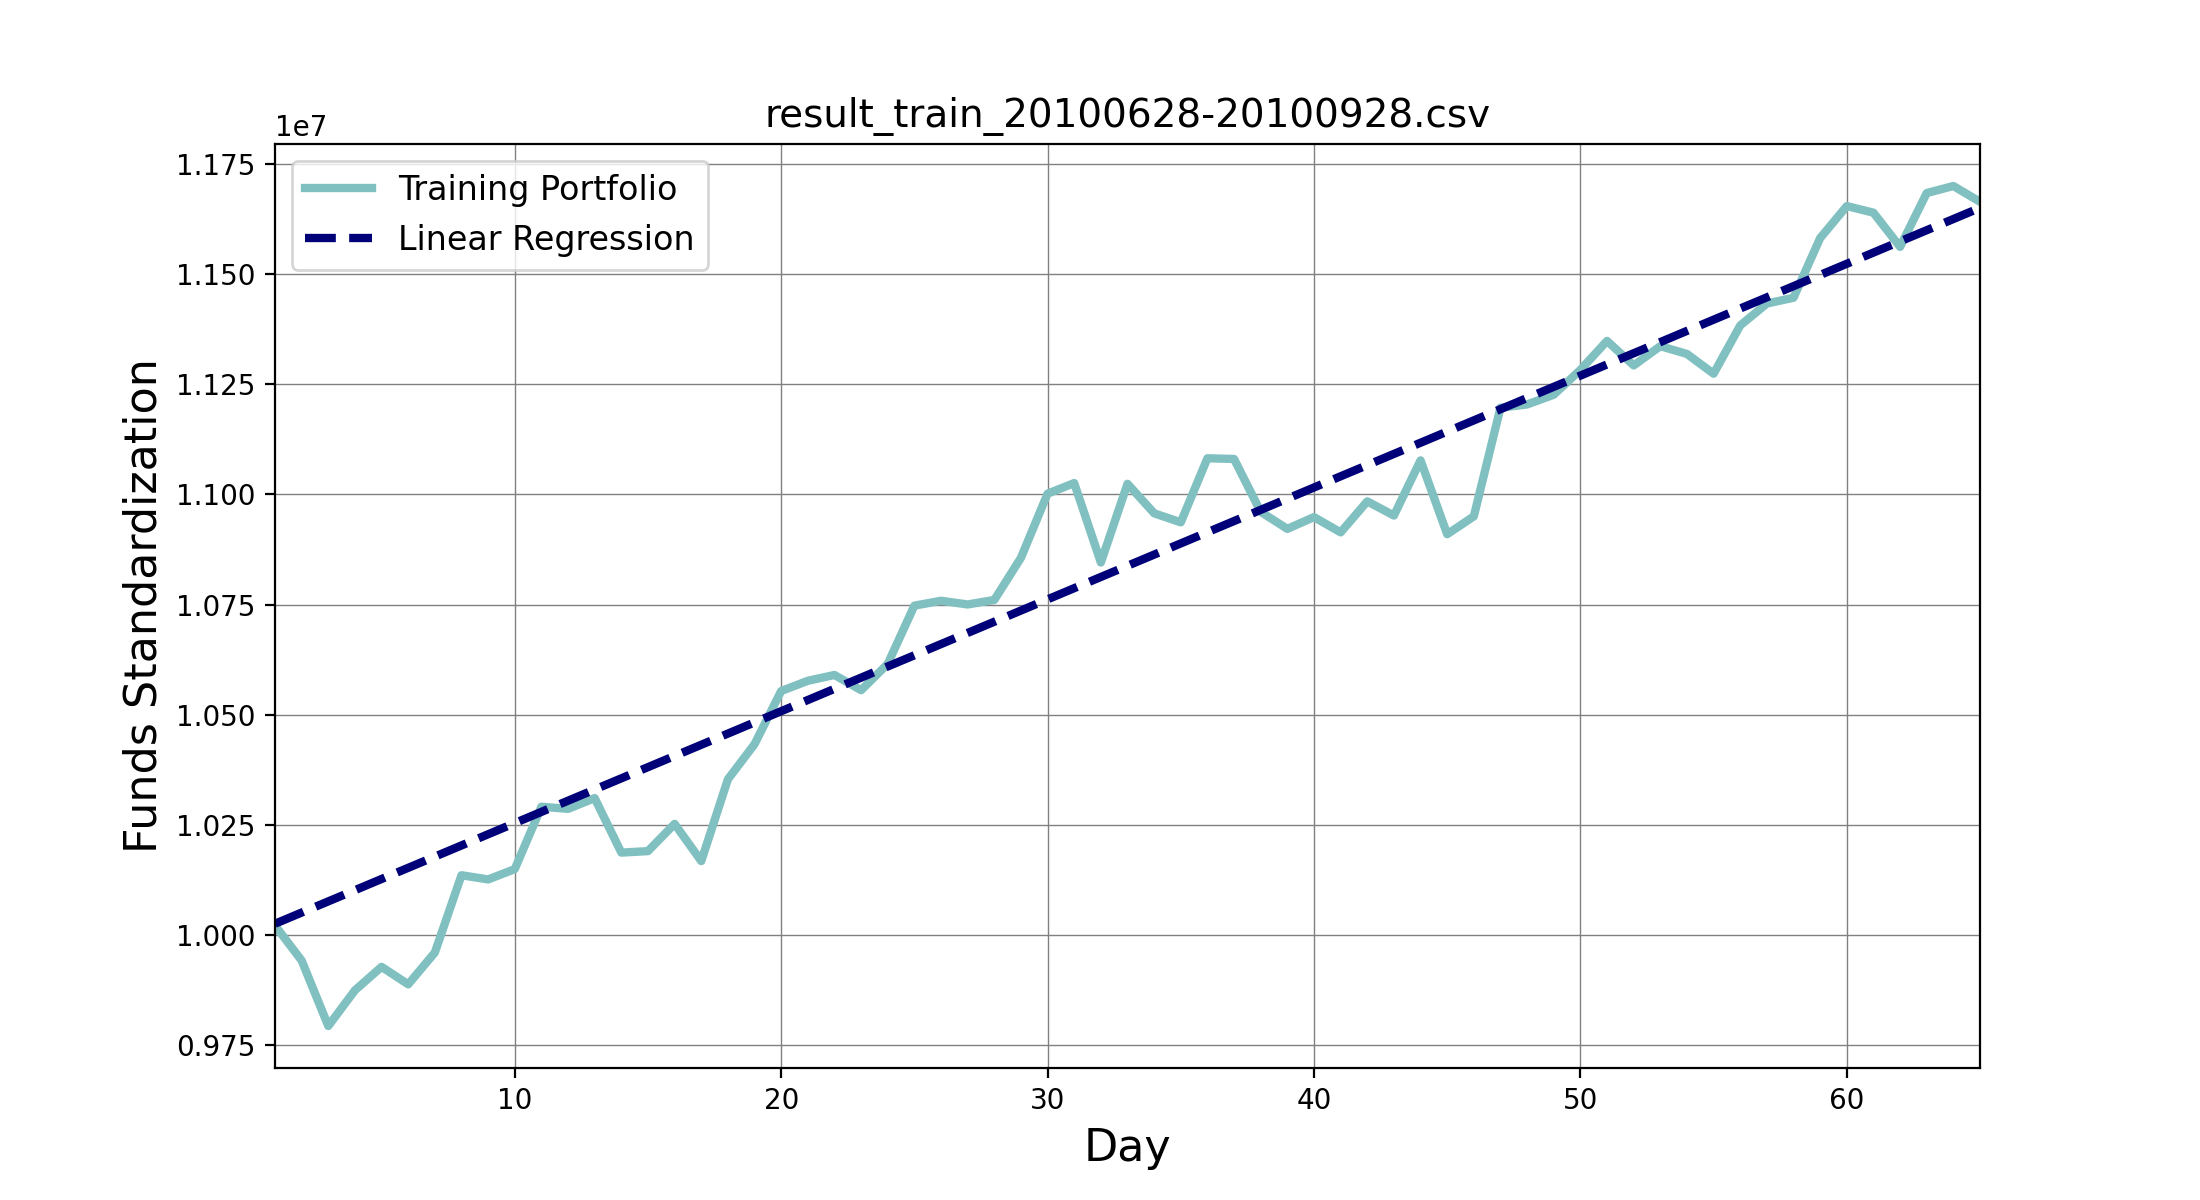 result_train_20100628-20100928.csv
1e7
Training Portfolio
Linear Regression
Funds Standardization
1.175
1.150
1.125
1.100
1.075
1.050
1.025
1.000
0.975
10 20 30 40 50 60
Day